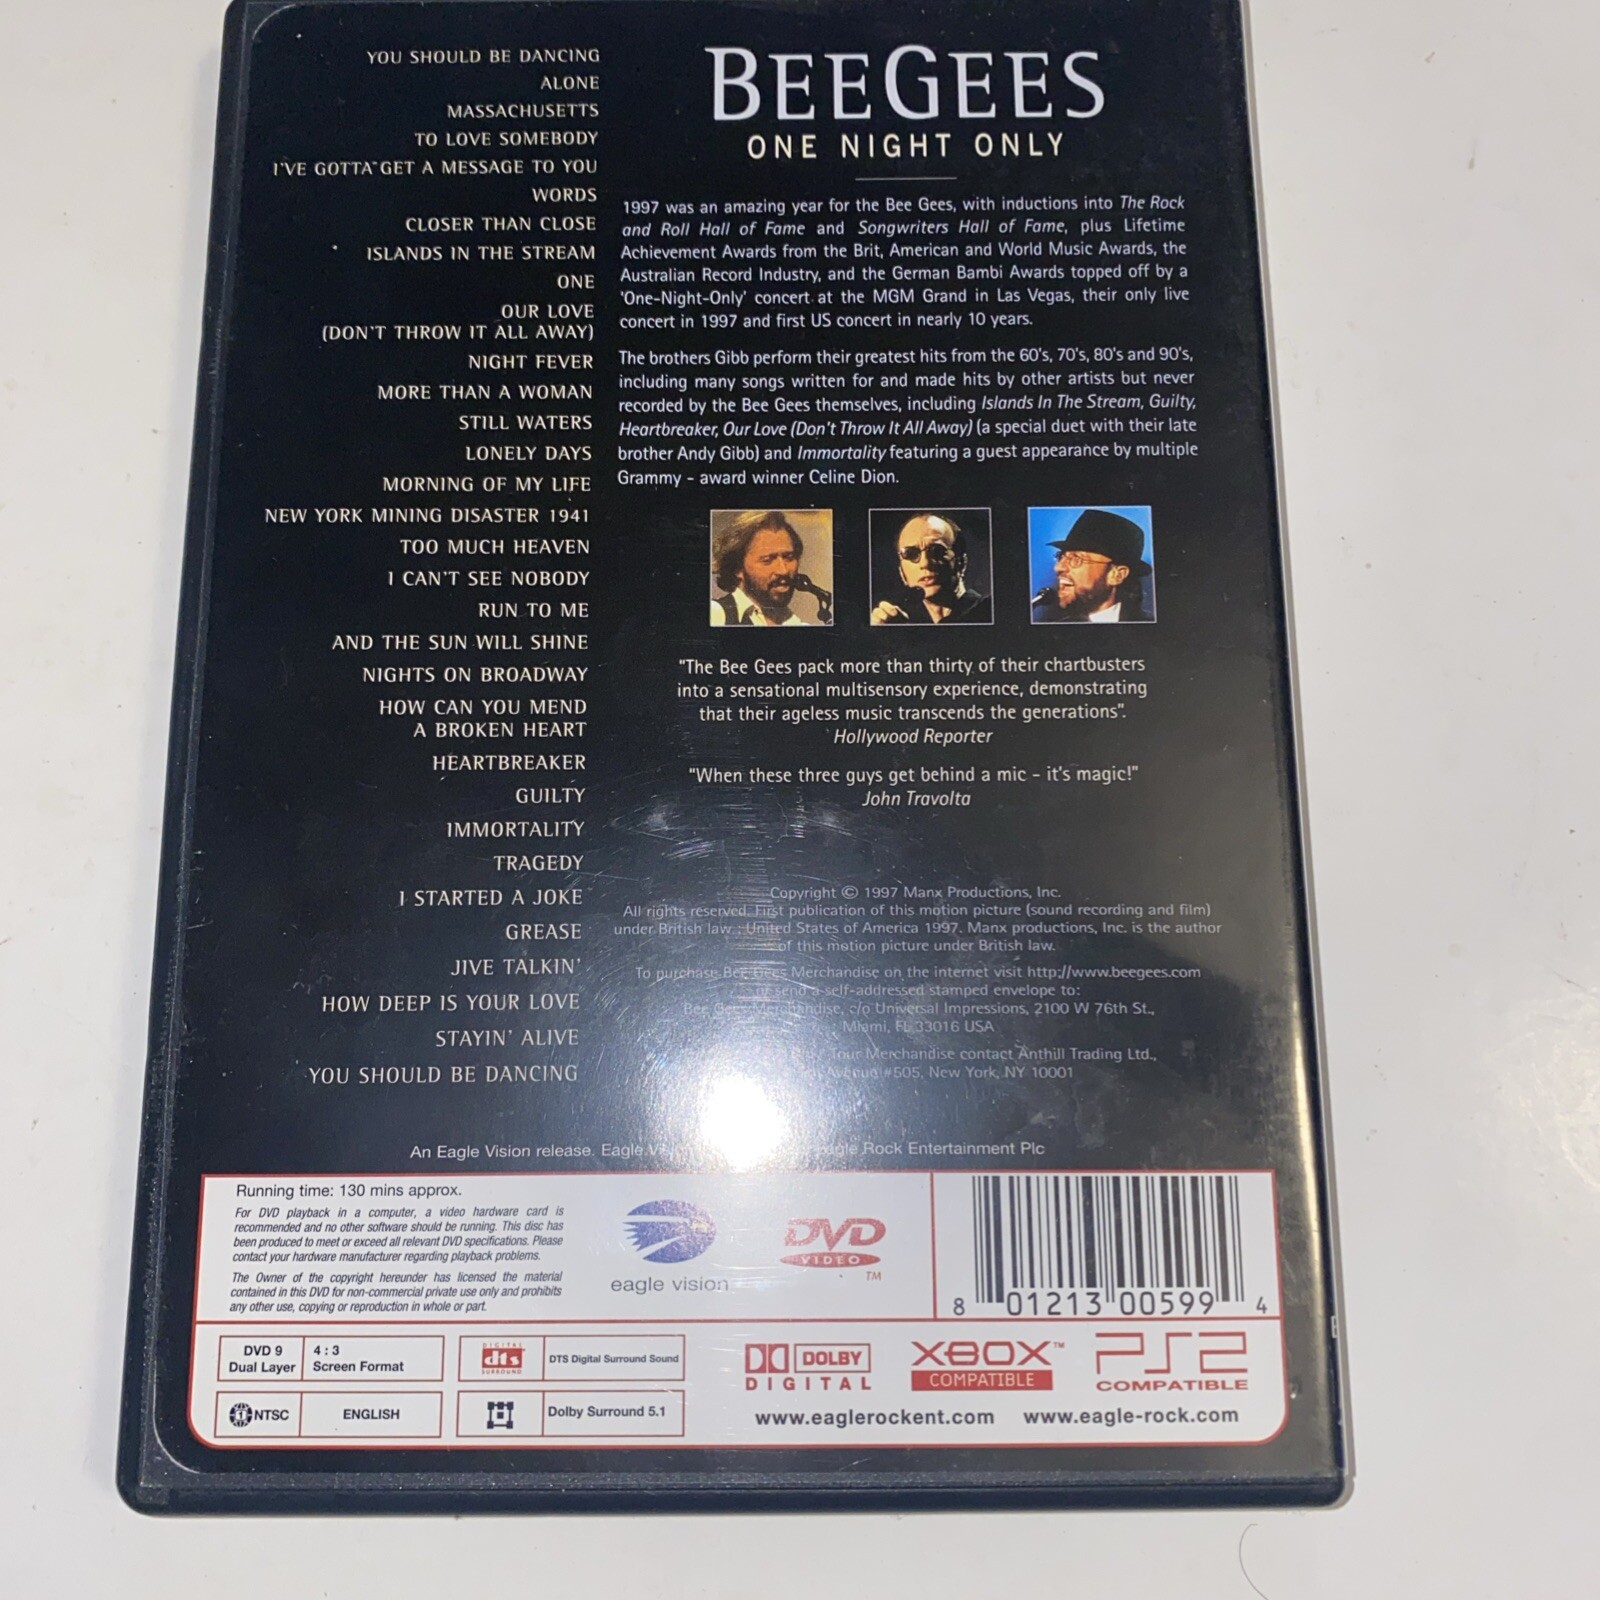 YOU SHOULD BE DANCING
ALONE
MASSACHUSETTS
TO LOVE SOMEBODY
I'VE GOTTA GET A MESSAGE TO YOU
WORDS
CLOSER THAN CLOSE
ISLANDS IN THE STREAM
ONE
OUR LOVE
(DON'T THROW IT ALL AWAY)
NIGHT FEVER
MORE THAN A WOMAN
STILL WATERS
LONELY DAYS
MORNING OF MY LIFE
NEW YORK MINING DISASTER 1941
TOO MUCH HEAVEN
I CAN'T SEE NOBODY
RUN TO ME
AND THE SUN WILL SHINE
NIGHTS ON BROADWAY
HOW CAN YOU MEND
A BROKEN HEART
HEARTBREAKER
GUILTY
IMMORTALITY
TRAGEDY
I STARTED A JOKE
GREASE
JIVE TALKIN'
HOW DEEP IS YOUR LOVE
STAYIN' ALIVE
YOU SHOULD BE DANCING
BEEGEES
ONE NIGHT ONLY
1997 was an amazing year for the Bee Gees, with inductions into The Rock
and Roll Hall of Fame and Songwriters Hall of Fame, plus Lifetime
Achievement Awards from the Brit, American and World Music Awards, the
Australian Record Industry, and the German Bambi Awards topped off by a
'One-Night-Only' concert at the MGM Grand in Las Vegas, their only live
concert in 1997 and first US concert in nearly 10 years.
The brothers Gibb perform their greatest hits from the 60's, 70's, 80's and 90's,
including many songs written for and made hits by other artists but never
recorded by the Bee Gees themselves, including Islands In The Stream, Guilty,
Heartbreaker, Our Love (Don't Throw It All Away) (a special duet with their late
brother Andy Gibb) and Immortality featuring a guest appearance by multiple
Grammy - award winner Celine Dion.
"The Bee Gees pack more than thirty of their chartbusters
into a sensational multisensory experience, demonstrating
that their ageless music transcends the generations".
Hollywood Reporter
"When these three guys get behind a mic - it's magic!"
John Travolta
Copyright © 1997 Manx Productions, Inc.
All rights reserved. First publication of this motion picture (sound recording and film)
under British law : United States of America 1997. Manx productions, Inc. is the author
of this motion picture under British law.
To purchase Bee Gees Merchandise on the internet visit http://www.beegees.com
or send a self-addressed stamped envelope to:
Bee Gees Merchandise, c/o Universal Impressions, 2100 W 76th St.,
Miami, FL 33016 USA
Tour Merchandise contact Anthill Trading Ltd.,
Avenue #505, New York, NY 10001
An Eagle Vision release. Eagle Eagle Rock Entertainment Plc
Running time: 130 mins approx.
For DVD playback in a computer, a video hardware card is
recommended and no other software should be running. This disc has
been produced to meet or exceed all relevant DVD specifications. Please
contact your hardware manufacturer regarding playback problems.
The Owner of the copyright hereunder has licensed the material
contained in this DVD for non-commercial private use only and prohibits
any other use, copying or reproduction in whole or part.
eagle vision
DVD
VIDEO
TM
8 01213 00599 4
DVD 9
Dual Layer
4 : 3
Screen Format
DIGITAL
dts
SURROUND
DTS Digital Surround Sound
1 NTSC
ENGLISH
Dolby Surround 5.1
DOLBY
DIGITAL
XBOX™
COMPATIBLE
PS2
COMPATIBLE
www.eaglerockent.com
www.eagle-rock.com